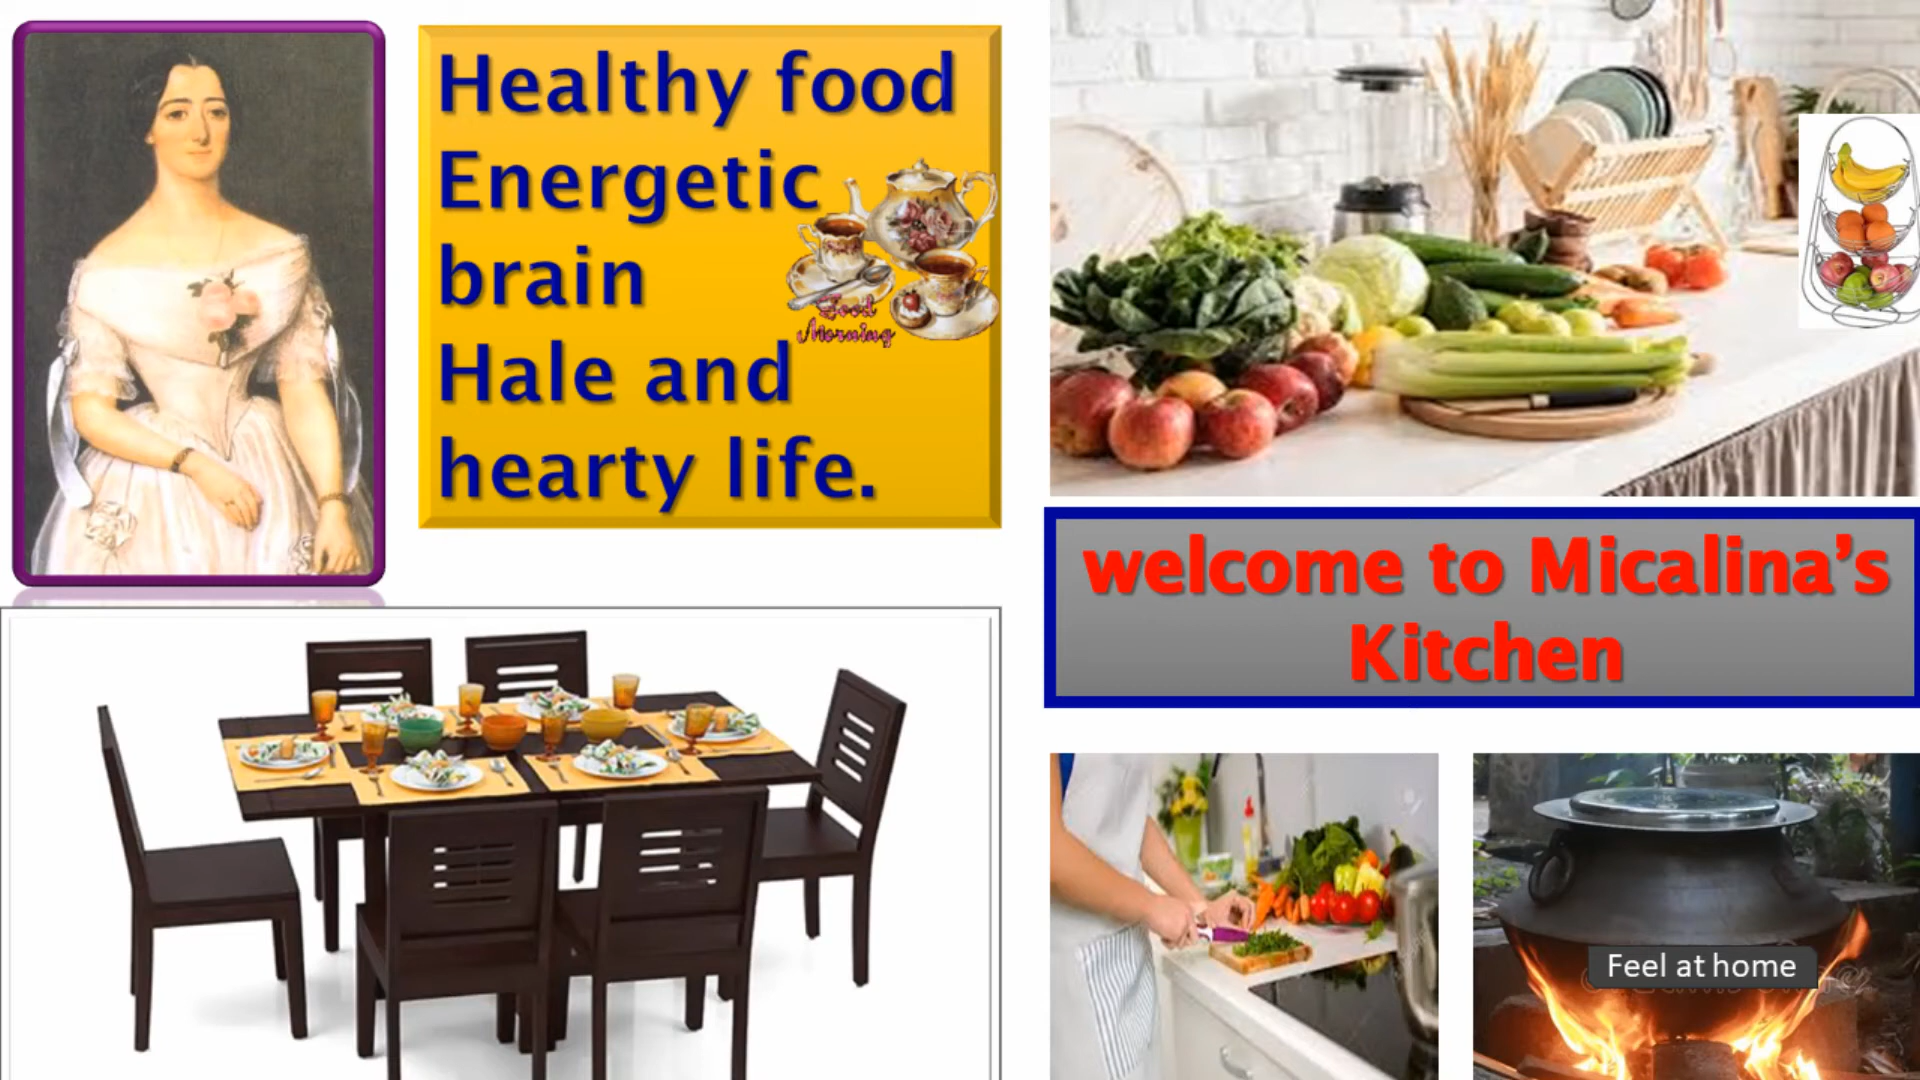 Healthy food
Energetic
brain
Hale and
hearty life.
Good
Morning
welcome to Micalina’s
Kitchen
Feel at home